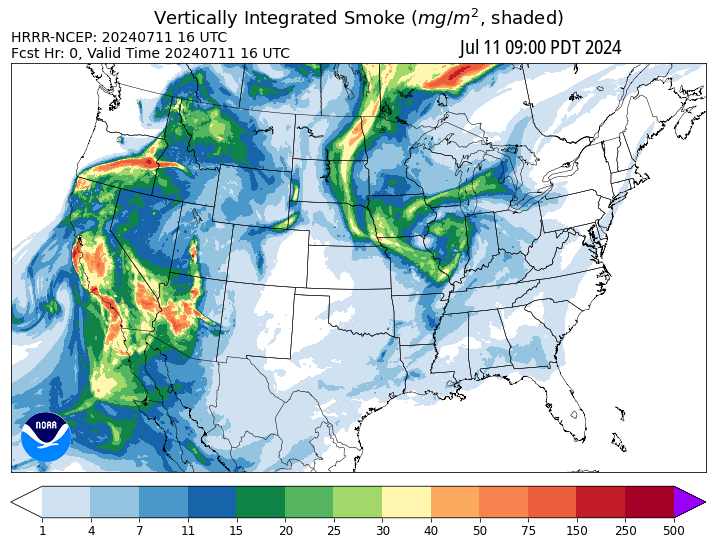 Vertically Integrated Smoke (mg/m², shaded)
HRRR-NCEP: 20240711 16 UTC
Fcst Hr: 0, Valid Time 20240711 16 UTC
Jul 11 09:00 PDT 2024
NOAA
1 4 7 11 15 20 25 30 40 50 75 150 250 500